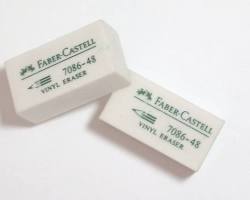 FABER-CASTELL
7086-48
VINYL ERASER
FABER-CASTELL
7086-48
VINYL ERASER